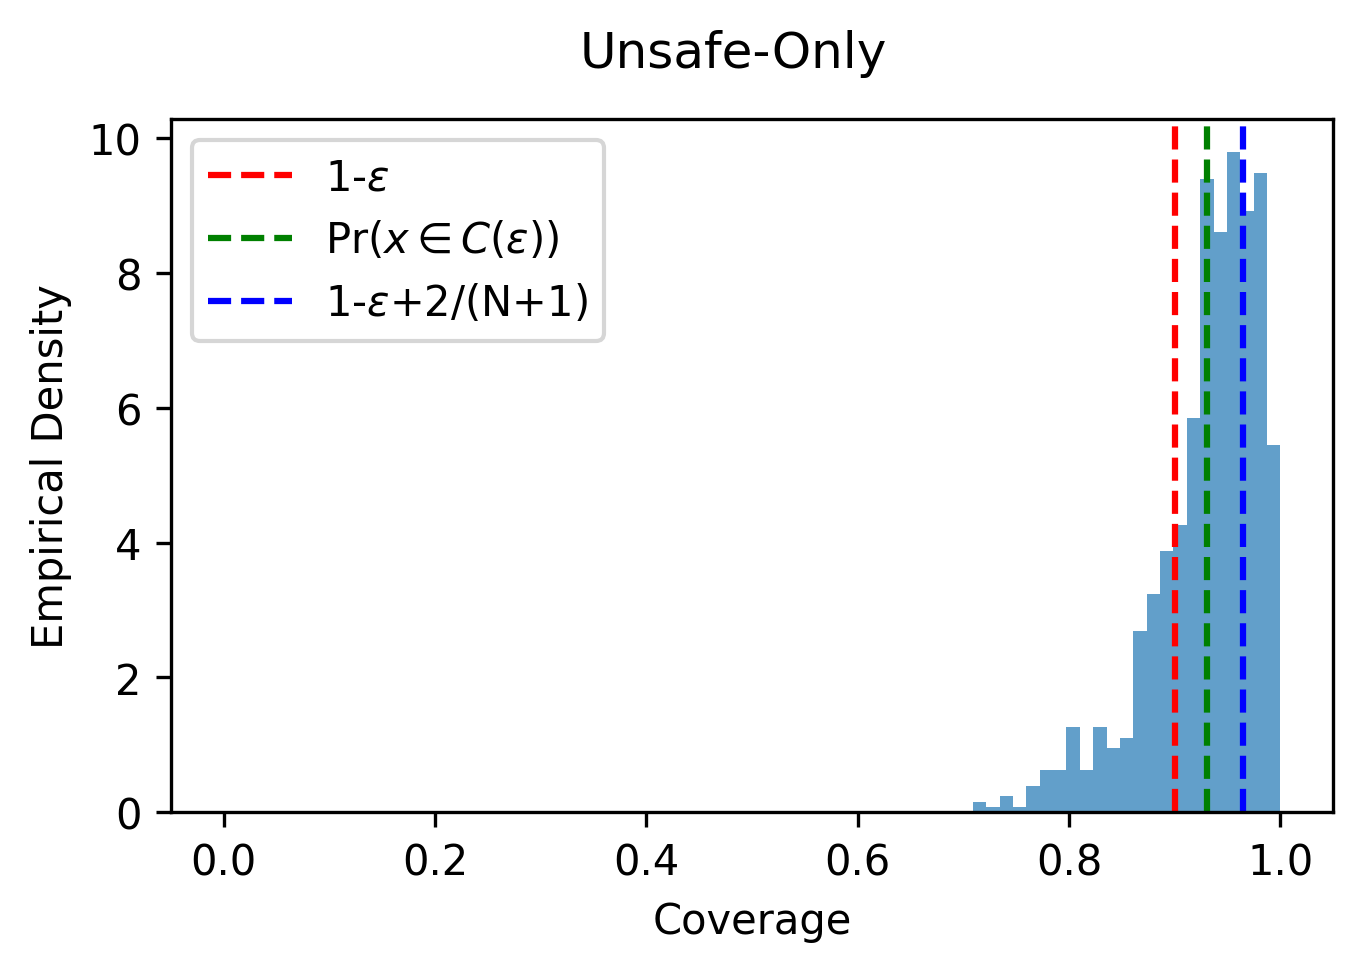 Unsafe-Only
10
8
6
4
2
0
Empirical Density
1-ε
Pr(x ∈ C(ε))
1-ε+2/(N+1)
0.0 0.2 0.4 0.6 0.8 1.0
Coverage